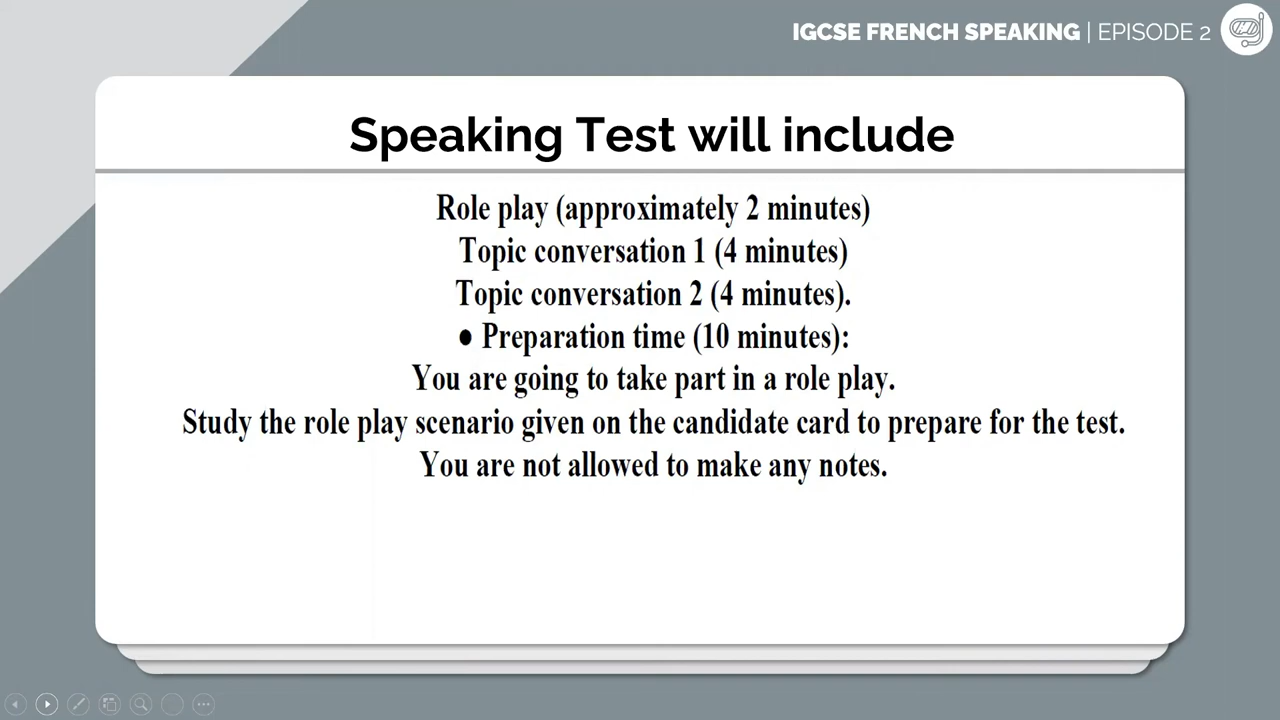 IGCSE FRENCH SPEAKING | EPISODE 2
Speaking Test will include
Role play (approximately 2 minutes)
Topic conversation 1 (4 minutes)
Topic conversation 2 (4 minutes).
● Preparation time (10 minutes):
You are going to take part in a role play.
Study the role play scenario given on the candidate card to prepare for the test.
You are not allowed to make any notes.